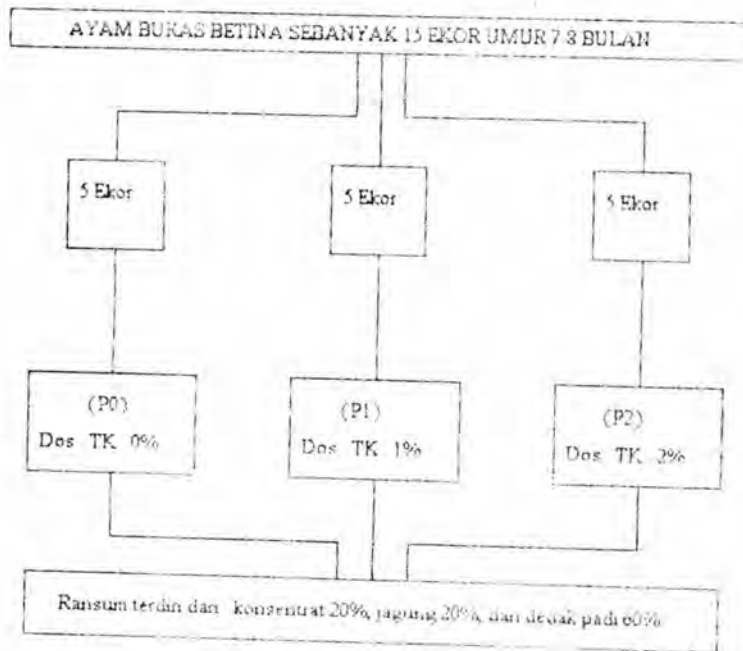 AYAM BUKAS BETINA SEBANYAK 15 EKOR UMUR 7-8 BULAN
5 Ekor
5 Ekor
5 Ekor
(P0)
Dos TK 0%
(P1)
Dos TK 1%
(P2)
Dos TK 2%
Ransum terdiri dari konsentrat 20%, jagung 20%, dan dedak padi 60%